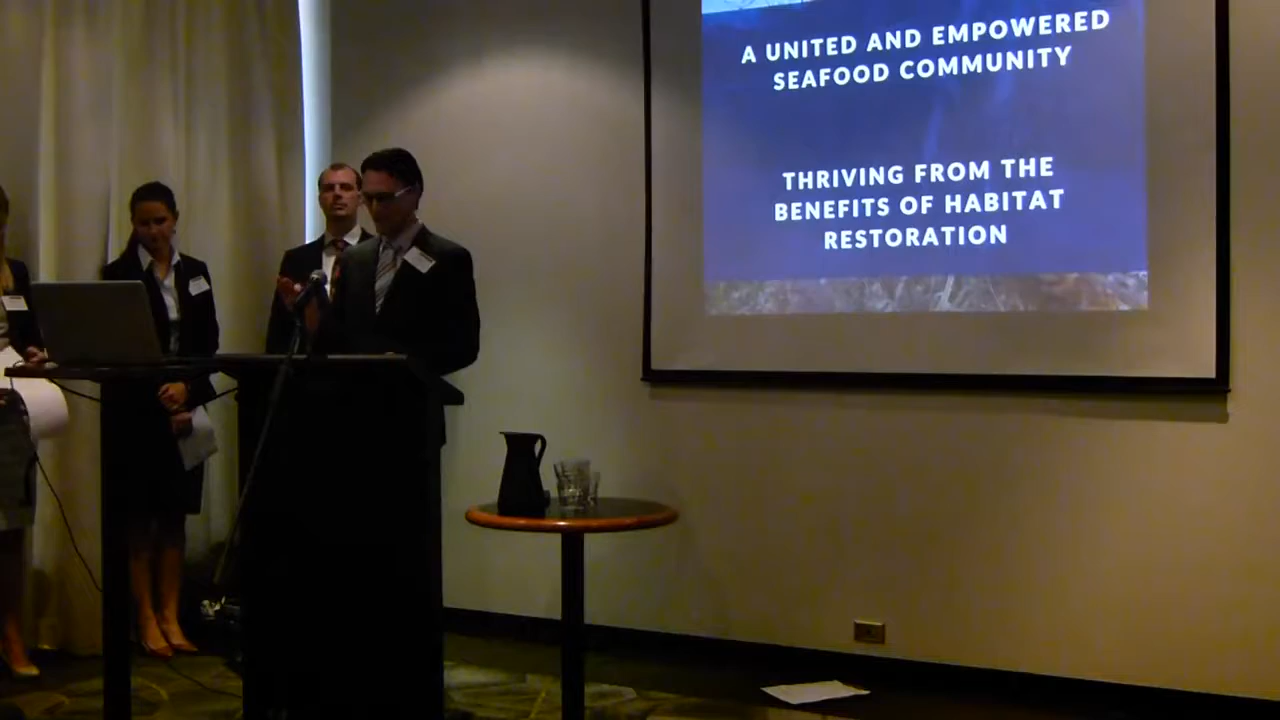 A UNITED AND EMPOWERED
SEAFOOD COMMUNITY
THRIVING FROM THE
BENEFITS OF HABITAT
RESTORATION